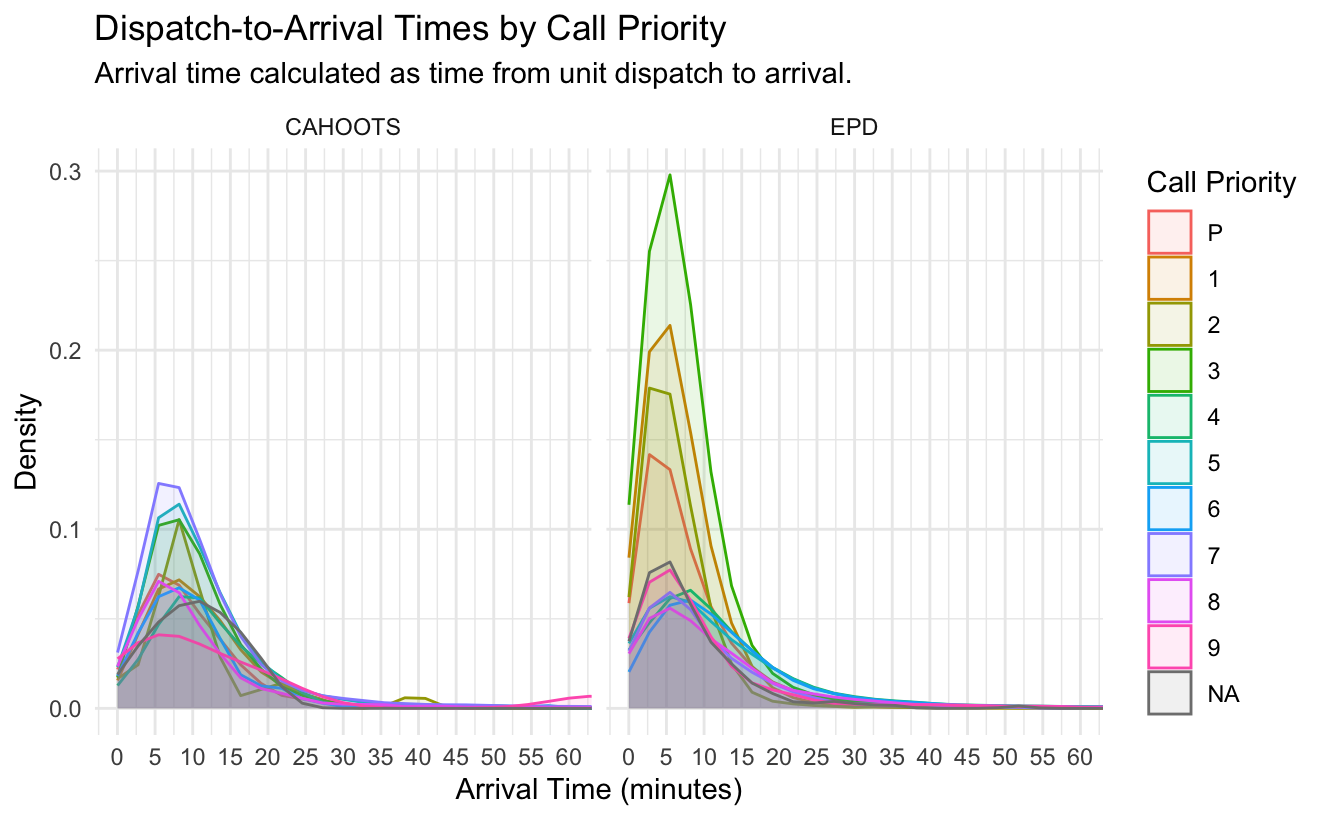 Dispatch-to-Arrival Times by Call Priority
Arrival time calculated as time from unit dispatch to arrival.
CAHOOTS
EPD
0.3
0.2
0.1
0.0
Density
0 5 10 15 20 25 30 35 40 45 50 55 60
0 5 10 15 20 25 30 35 40 45 50 55 60
Arrival Time (minutes)
Call Priority
P
1
2
3
4
5
6
7
8
9
NA